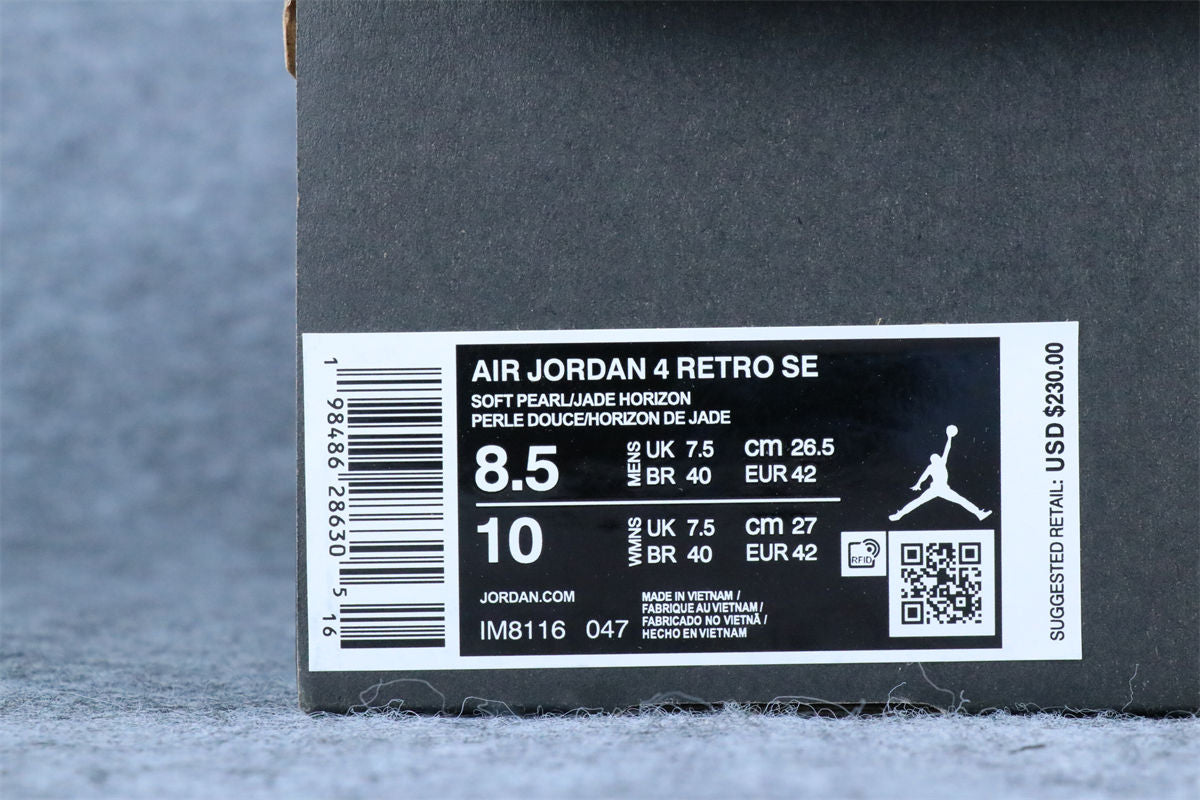 AIR JORDAN 4 RETRO SE
SOFT PEARL/JADE HORIZON
PERLE DOUCE/HORIZON DE JADE
8.5
MENS
UK 7.5 cm 26.5
BR 40 EUR 42
10
WMNS
UK 7.5 cm 27
BR 40 EUR 42
JORDAN.COM
IM8116 047
MADE IN VIETNAM /
FABRIQUE AU VIETNAM /
FABRICADO NO VIETNÃ /
HECHO EN VIETNAM
RFID
SUGGESTED RETAIL: USD $230.00
1 98486 28630 5 16